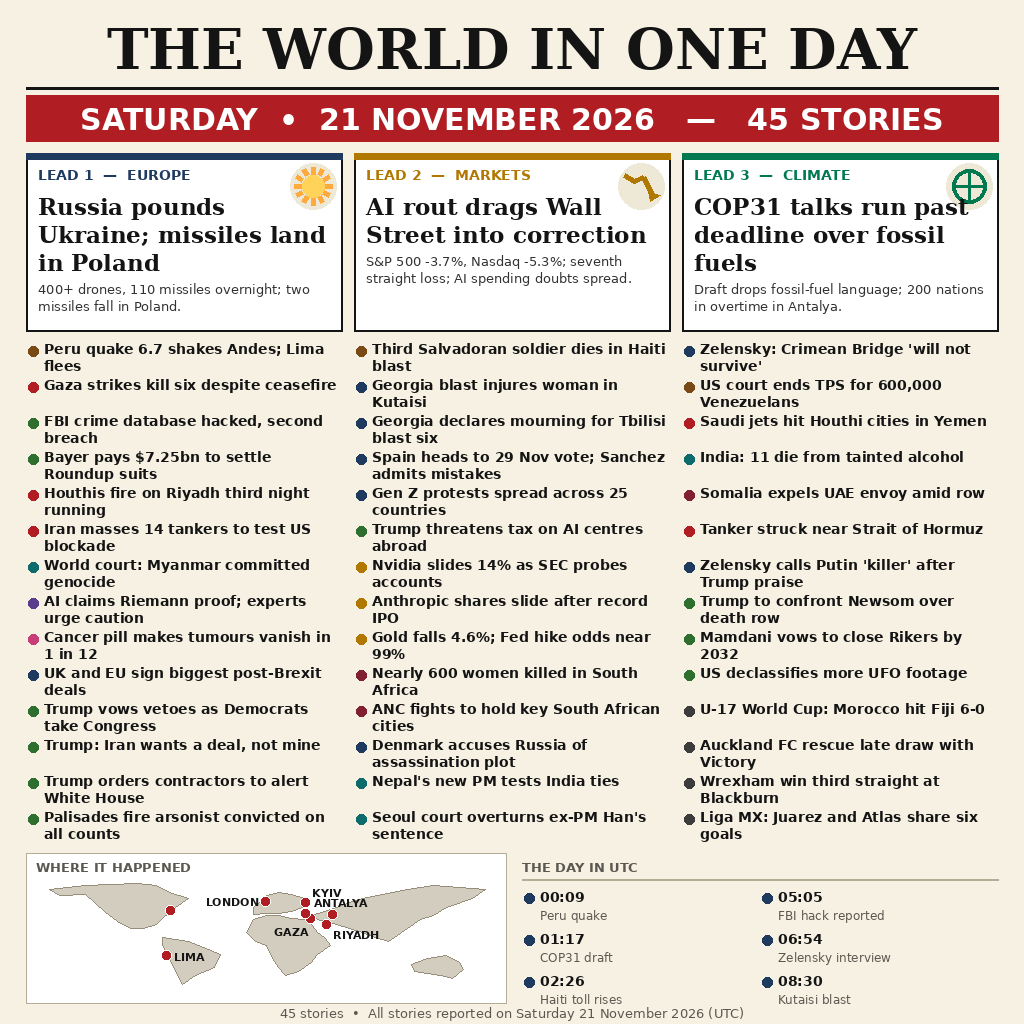 THE WORLD IN ONE DAY
SATURDAY • 21 NOVEMBER 2026 — 45 STORIES
LEAD 1 — EUROPE
Russia pounds
Ukraine; missiles land
in Poland
400+ drones, 110 missiles overnight; two
missiles fall in Poland.
LEAD 2 — MARKETS
AI rout drags Wall
Street into correction
S&P 500 -3.7%, Nasdaq -5.3%; seventh
straight loss; AI spending doubts spread.
LEAD 3 — CLIMATE
COP31 talks run past
deadline over fossil
fuels
Draft drops fossil-fuel language; 200 nations
in overtime in Antalya.
Peru quake 6.7 shakes Andes; Lima
flees
Gaza strikes kill six despite ceasefire
FBI crime database hacked, second
breach
Bayer pays $7.25bn to settle
Roundup suits
Houthis fire on Riyadh third night
running
Iran masses 14 tankers to test US
blockade
World court: Myanmar committed
genocide
AI claims Riemann proof; experts
urge caution
Cancer pill makes tumours vanish in
1 in 12
UK and EU sign biggest post-Brexit
deals
Trump vows vetoes as Democrats
take Congress
Trump: Iran wants a deal, not mine
Trump orders contractors to alert
White House
Palisades fire arsonist convicted on
all counts
Third Salvadoran soldier dies in Haiti
blast
Georgia blast injures woman in
Kutaisi
Georgia declares mourning for Tbilisi
blast six
Spain heads to 29 Nov vote; Sanchez
admits mistakes
Gen Z protests spread across 25
countries
Trump threatens tax on AI centres
abroad
Nvidia slides 14% as SEC probes
accounts
Anthropic shares slide after record
IPO
Gold falls 4.6%; Fed hike odds near
99%
Nearly 600 women killed in South
Africa
ANC fights to hold key South African
cities
Denmark accuses Russia of
assassination plot
Nepal's new PM tests India ties
Seoul court overturns ex-PM Han's
sentence
Zelensky: Crimean Bridge 'will not
survive'
US court ends TPS for 600,000
Venezuelans
Saudi jets hit Houthi cities in Yemen
India: 11 die from tainted alcohol
Somalia expels UAE envoy amid row
Tanker struck near Strait of Hormuz
Zelensky calls Putin 'killer' after
Trump praise
Trump to confront Newsom over
death row
Mamdani vows to close Rikers by
2032
US declassifies more UFO footage
U-17 World Cup: Morocco hit Fiji 6-0
Auckland FC rescue late draw with
Victory
Wrexham win third straight at
Blackburn
Liga MX: Juarez and Atlas share six
goals
WHERE IT HAPPENED
LONDON
KYIV
ANTALYA
GAZA
RIYADH
LIMA
THE DAY IN UTC
00:09
Peru quake
01:17
COP31 draft
02:26
Haiti toll rises
05:05
FBI hack reported
06:54
Zelensky interview
08:30
Kutaisi blast
45 stories • All stories reported on Saturday 21 November 2026 (UTC)